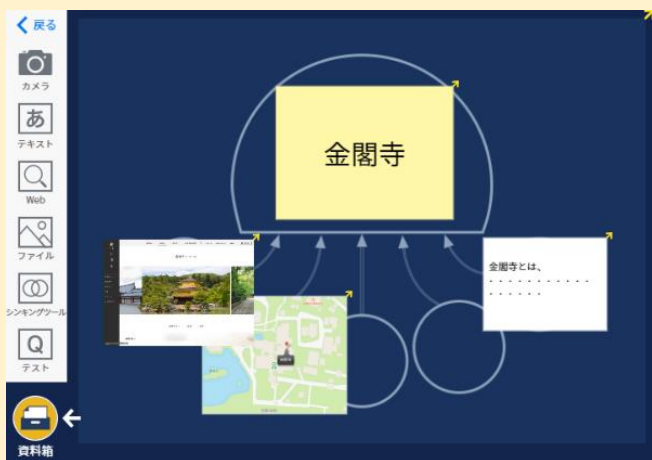 戻る
カメラ
あ
テキスト
Web
ファイル
シンキングツール
Q
テスト
資料箱
金閣寺
金閣寺とは、
・・・・・・・・・・・
・・・・・・